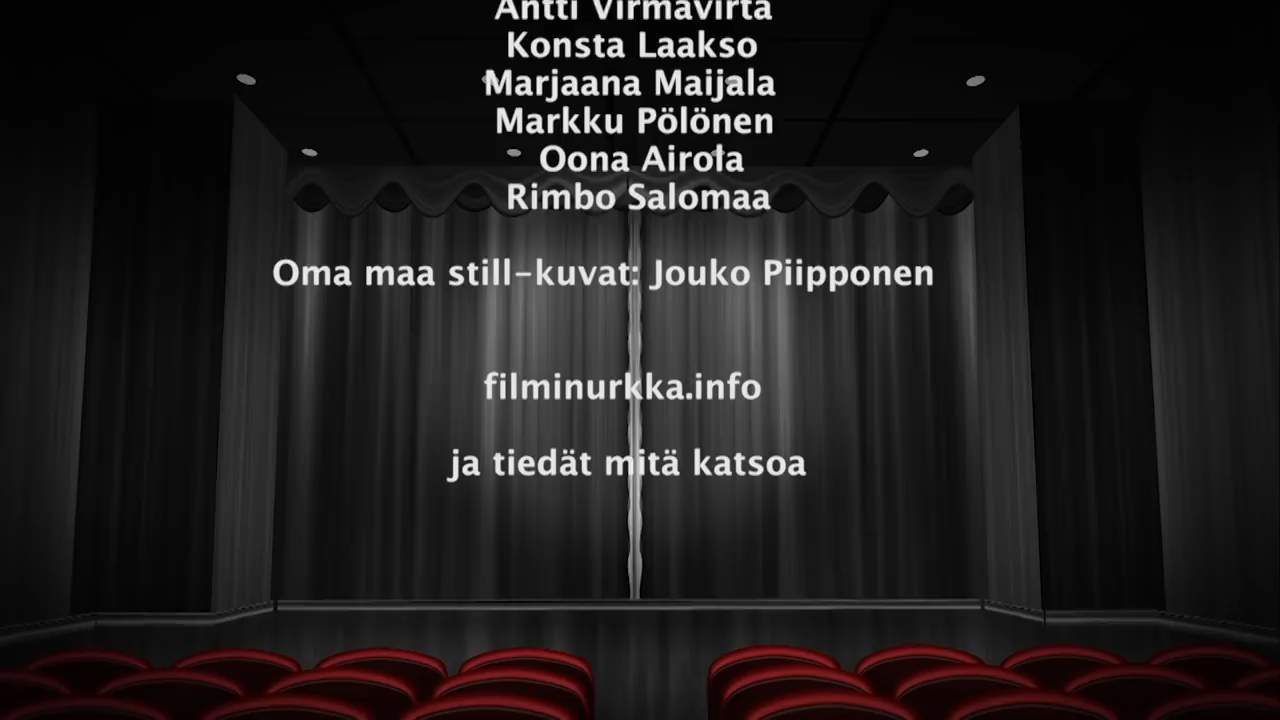 Antti Virmavirta
Konsta Laakso
Marjaana Maijala
Markku Pölönen
Oona Airola
Rimbo Salomaa
Oma maa still-kuvat: Jouko Piipponen
filminurkka.info
ja tiedät mitä katsoa